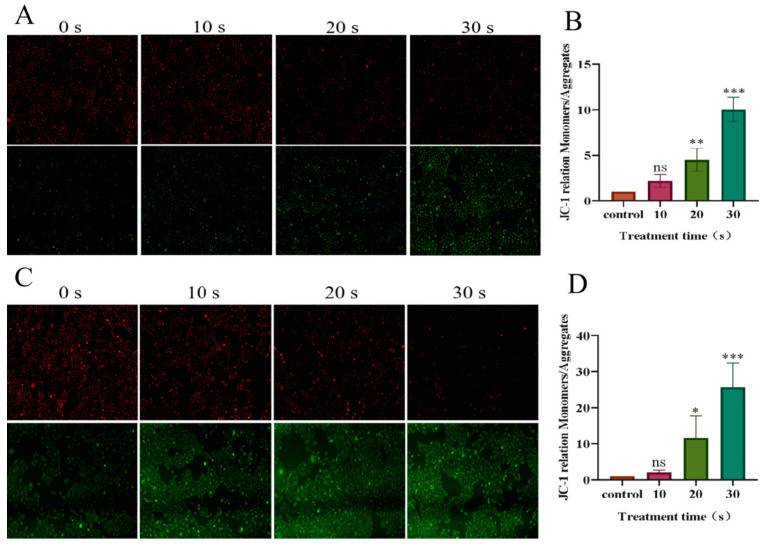 A
0 s 10 s 20 s 30 s
B
JC-1 relation Monomers/Aggregates
15
10
5
0
ns
**
***
control 10 20 30
Treatment time（s）
C
0 s 10 s 20 s 30 s
D
JC-1 relation Monomers/Aggregates
40
30
20
10
0
ns
*
***
control 10 20 30
Treatment time（s）